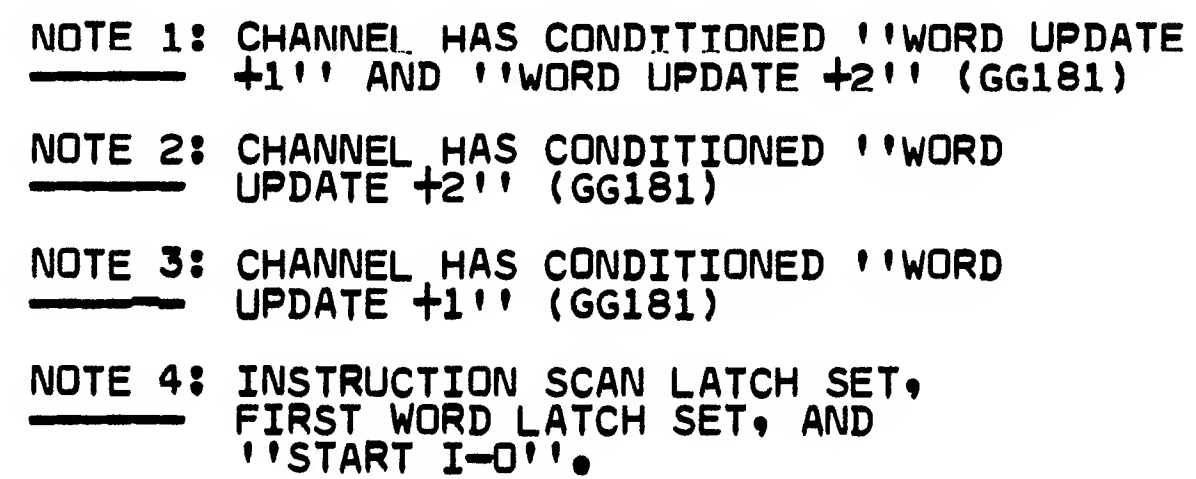 NOTE 1: CHANNEL HAS CONDITIONED ''WORD UPDATE
+1'' AND ''WORD UPDATE +2'' (GG181)
NOTE 2: CHANNEL HAS CONDITIONED ''WORD
UPDATE +2'' (GG181)
NOTE 3: CHANNEL HAS CONDITIONED ''WORD
UPDATE +1'' (GG181)
NOTE 4: INSTRUCTION SCAN LATCH SET,
FIRST WORD LATCH SET, AND
''START I-O''.